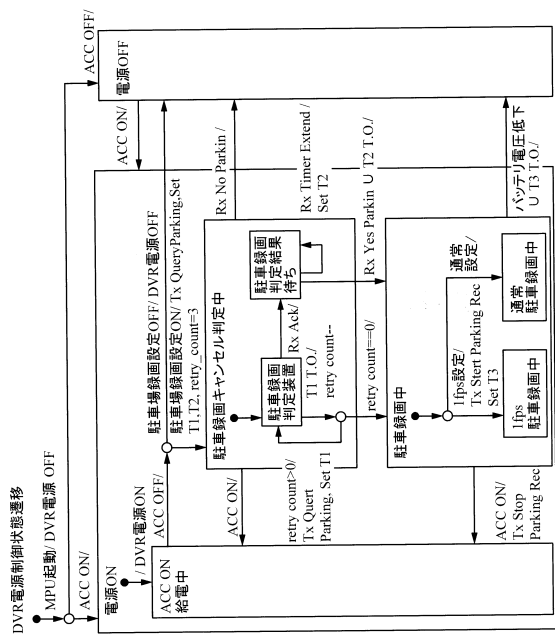 DVR電源制御状態遷移
MPU起動/ DVR電源 OFF
ACC OFF/
ACC ON/
電源ON
/ DVR電源ON
ACC ON
給電中
ACC OFF/
駐車場録画設定OFF/ DVR電源OFF
駐車場録画設定ON/ Tx QueryParking,Set
T1,T2, retry_count=3
ACC ON/
電源OFF
駐車録画キャンセル判定中
ACC ON/
駐車録画
判定装置
Rx Ack/
駐車録画
判定結果
待ち
Rx No Parkin /
Rx Timer Extend /
Set T2
T1 T.O./
retry count--
retry count>0/
Tx Quert
Parking. Set T1
retry count==0/
Rx Yes Parkin ∪ T2 T.O./
駐車録画中
ACC ON/
Tx Stop
Parking Rec
1fps設定/
Tx Strert Parking Rec
Set T3
通常
設定/
1fps
駐車録画中
通常
駐車録画中
バッテリ電圧低下
∪ T3 T.O./